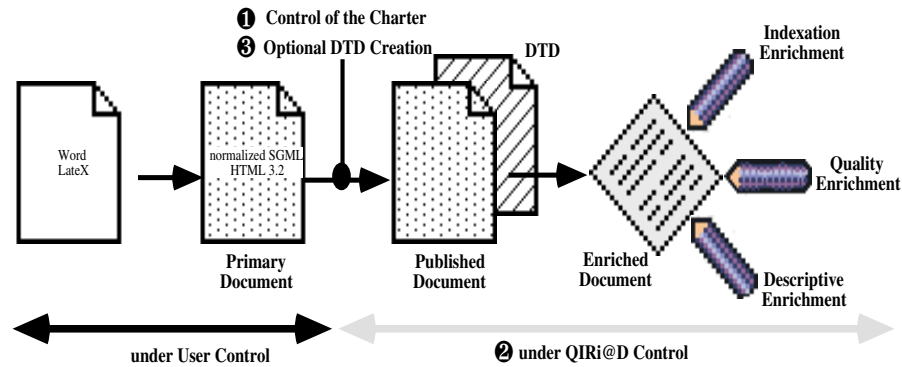 ❶ Control of the Charter
❸ Optional DTD Creation
DTD
Indexation
Enrichment
Word
LateX
normalized SGML
HTML 3.2
Quality
Enrichment
Primary
Document
Published
Document
Enriched
Document
Descriptive
Enrichment
under User Control
❷ under QIRi@D Control